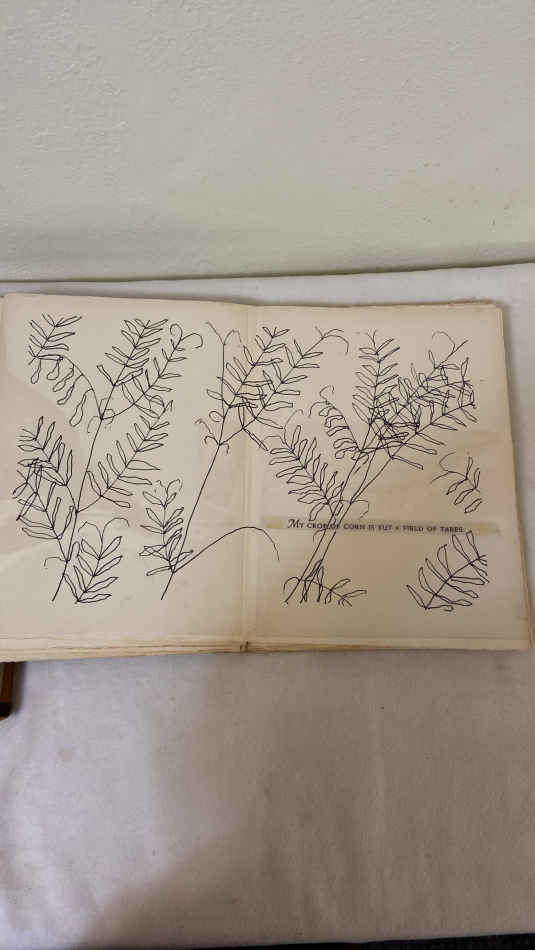 My crop of corn is but a field of tares.